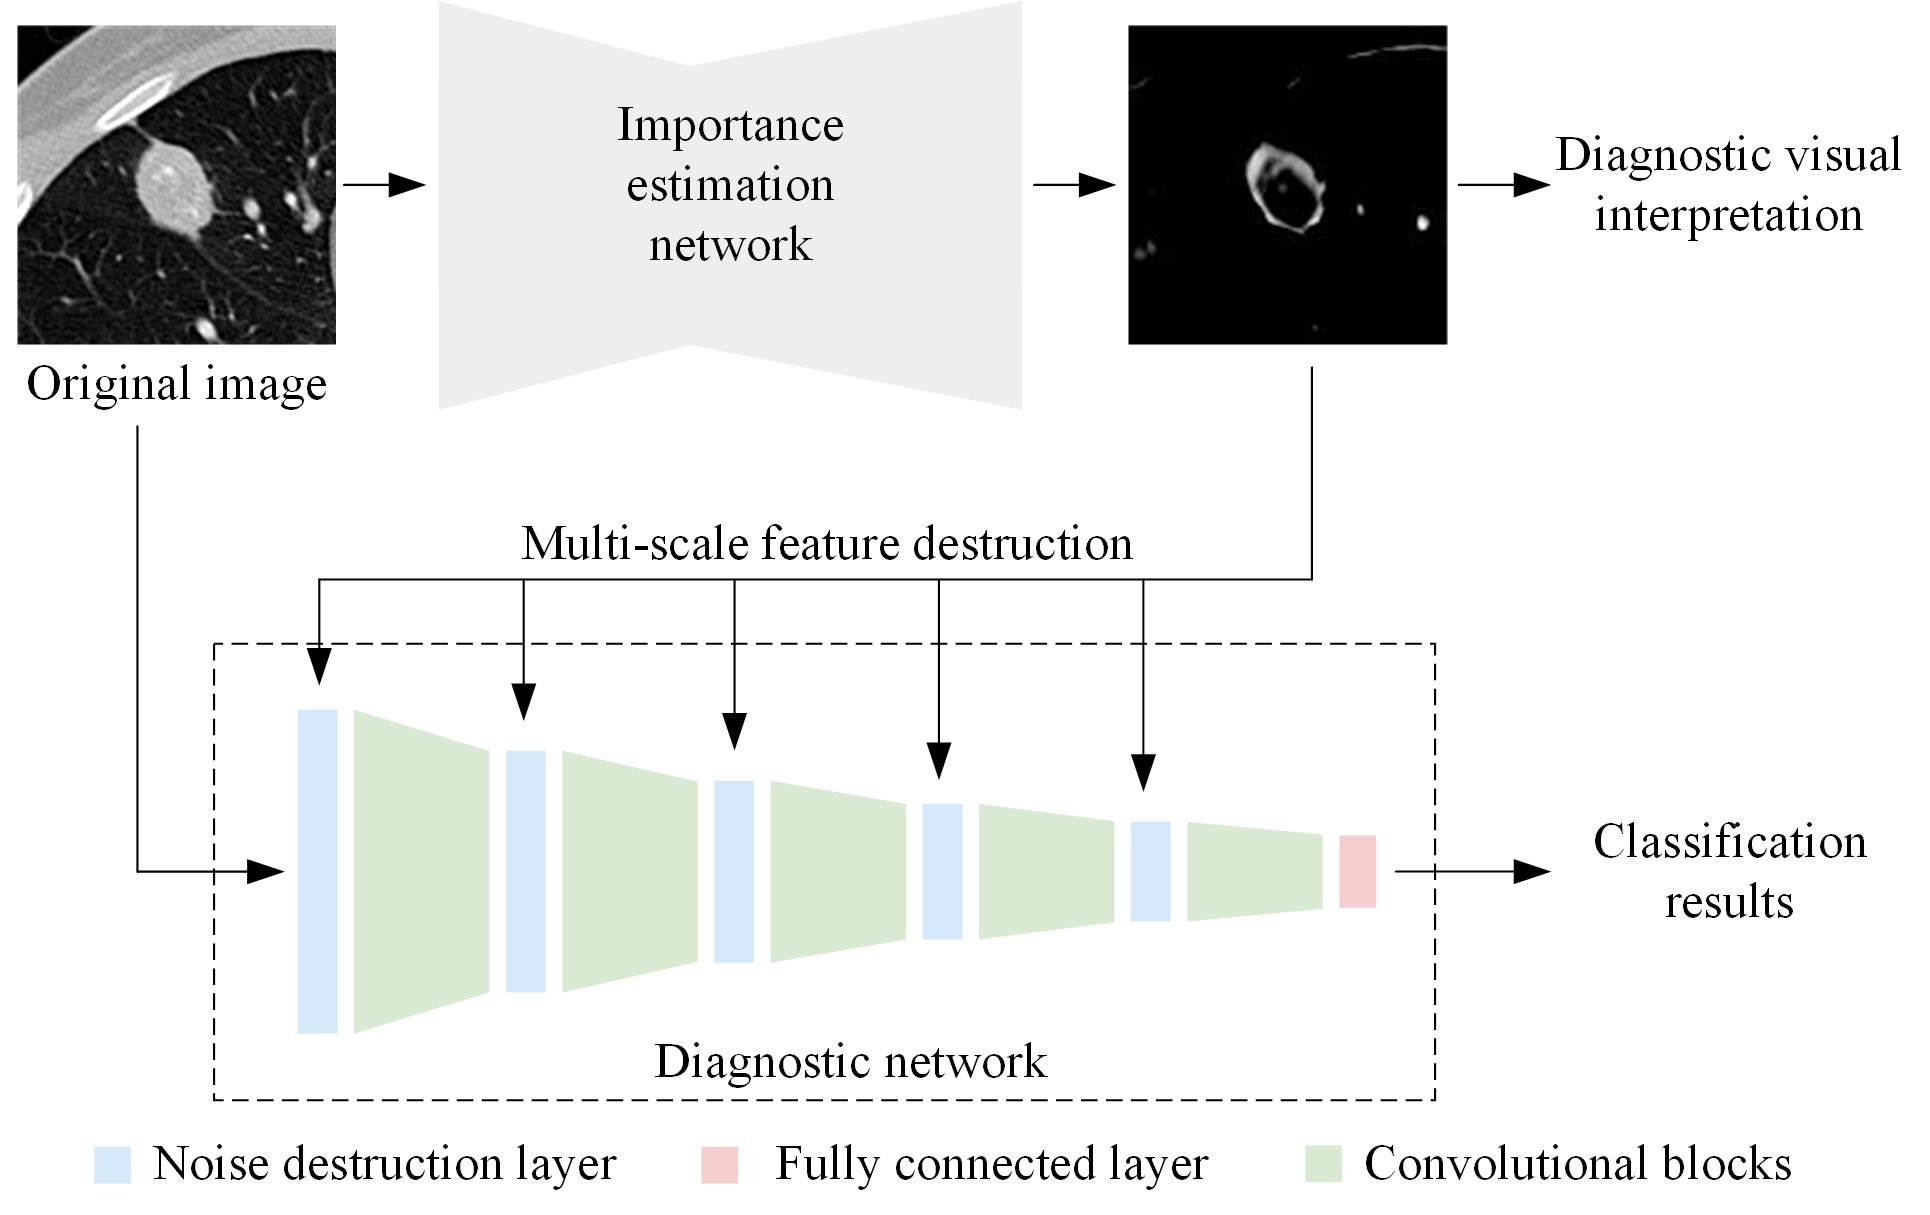 Importance
estimation
network
Diagnostic visual
interpretation
Original image
Multi-scale feature destruction
Classification
results
Diagnostic network
Noise destruction layer
Fully connected layer
Convolutional blocks